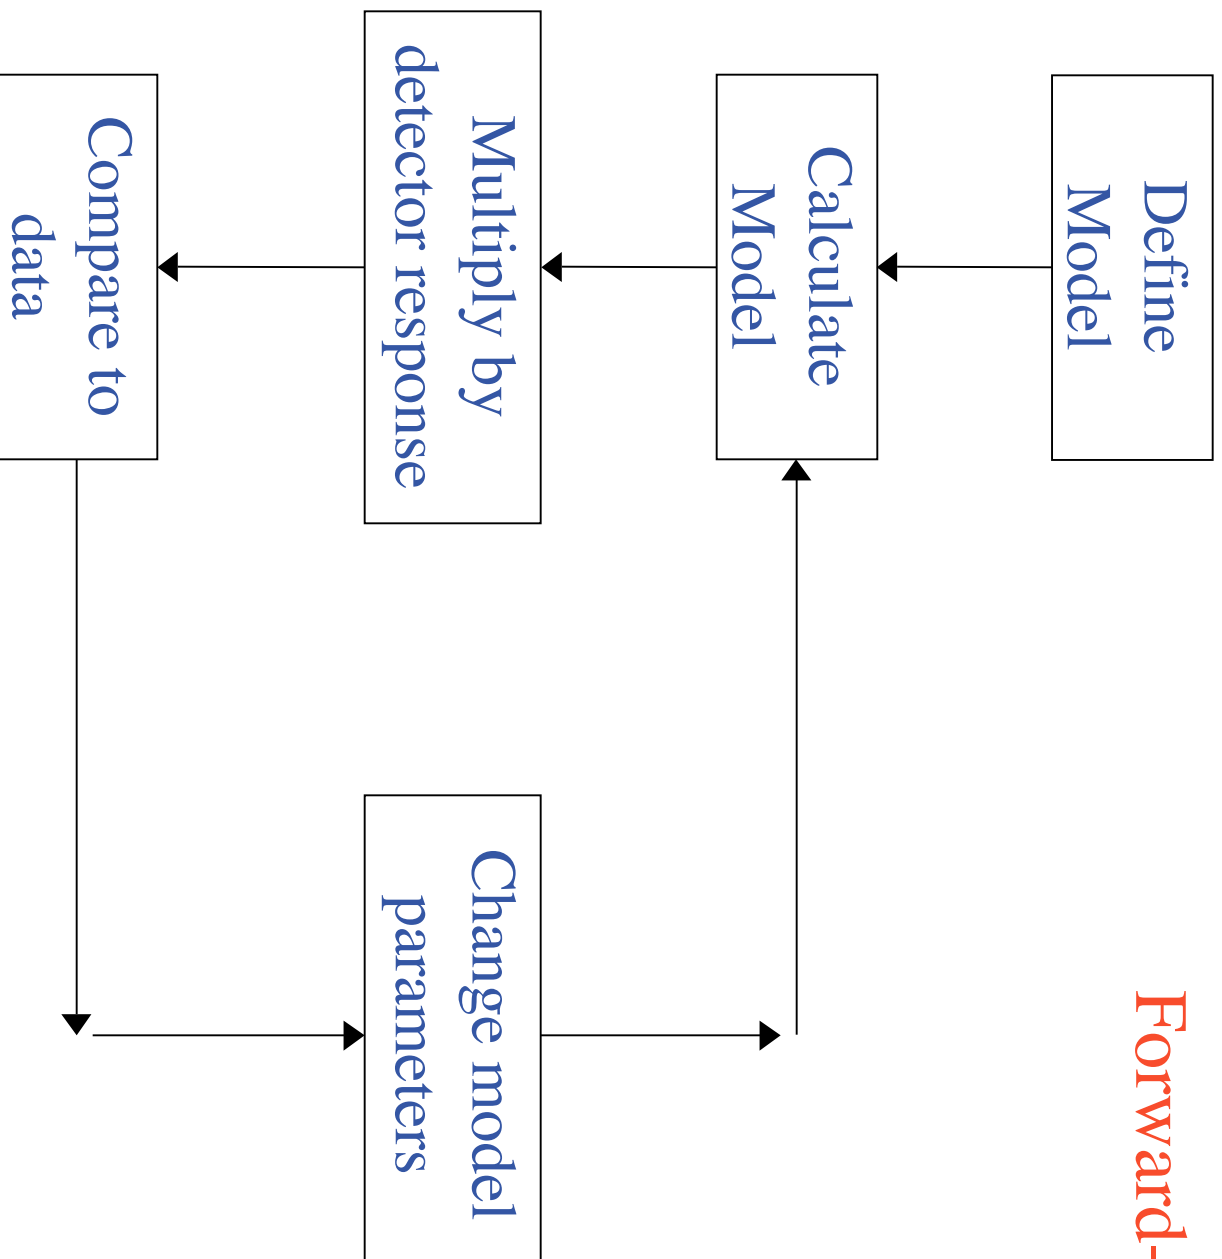 Forward-
Define
Model
Calculate
Model
Multiply by
detector response
Compare to
data
Change model
parameters